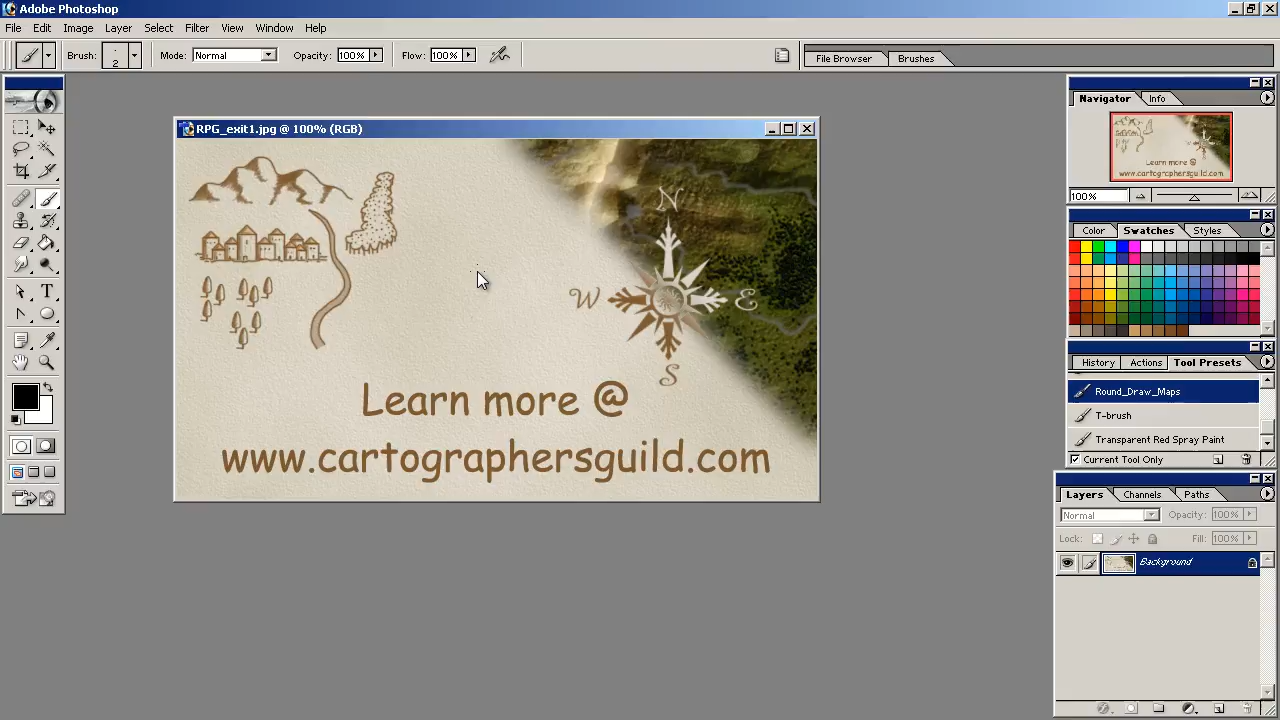 Adobe Photoshop
File Edit Image Layer Select Filter View Window Help
Brush: 2 Mode: Normal Opacity: 100% Flow: 100% File Browser Brushes
RPG_exit1.jpg @ 100% (RGB)
N
W E
S
Learn more @
www.cartographersguild.com
Navigator Info
100%
Color Swatches Styles
History Actions Tool Presets
Round_Draw_Maps
T-brush
Transparent Red Spray Paint
Current Tool Only
Layers Channels Paths
Normal Opacity: 100%
Lock: Fill: 100%
Background